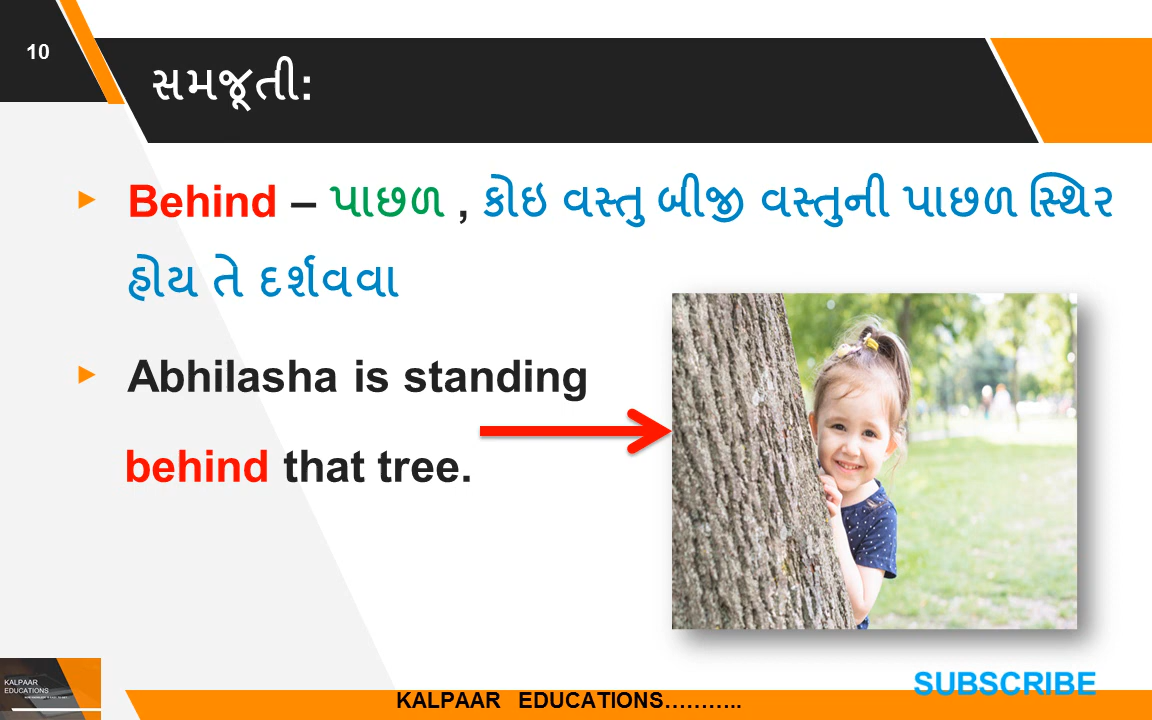 10
સમજૂતી:
Behind – પાછળ , કોઇ વસ્તુ બીજી વસ્તુની પાછળ સ્થિર
હોય તે દર્શવવા
Abhilasha is standing
behind that tree.
KALPAAR
EDUCATIONS
SUBSCRIBE
KALPAAR EDUCATIONS………..